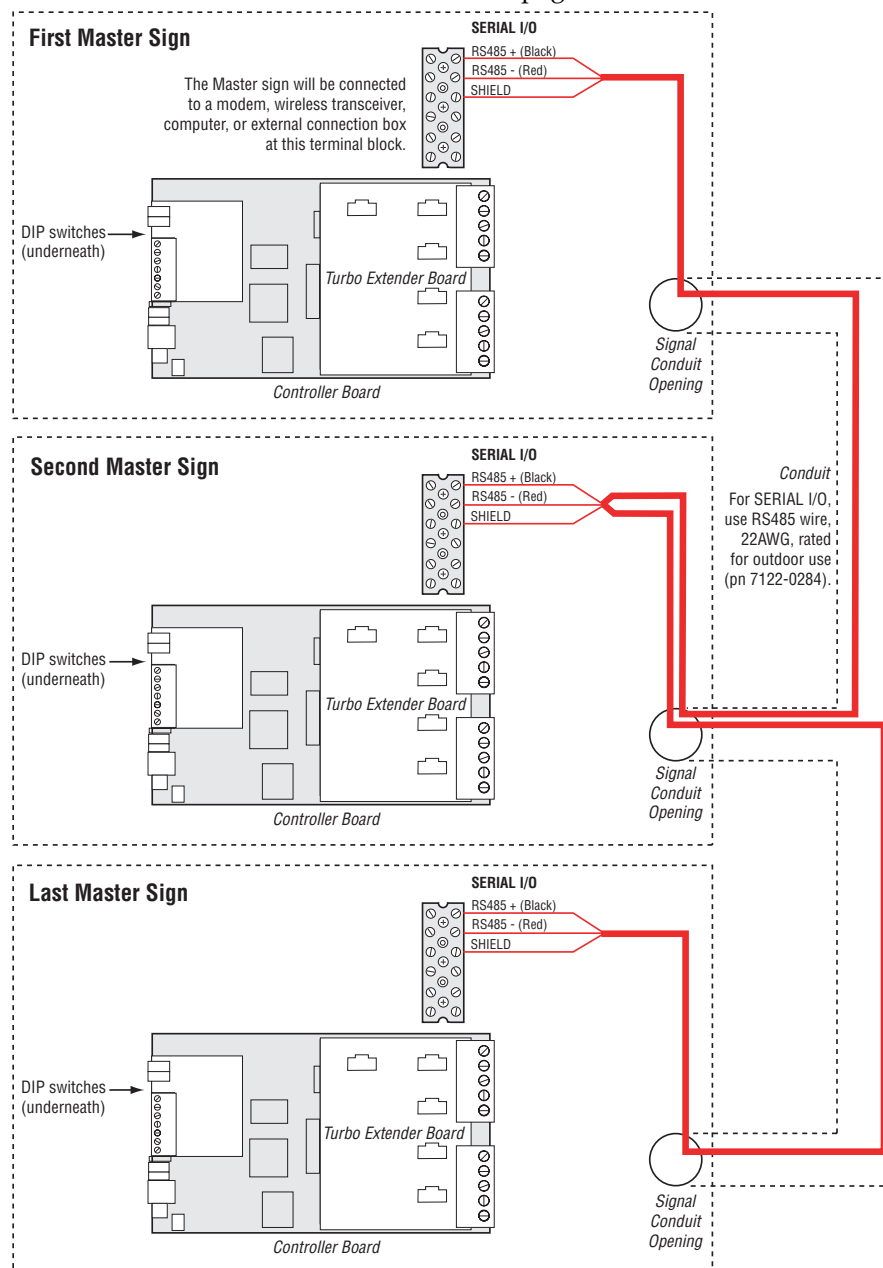 First Master Sign
SERIAL I/O
RS485 + (Black)
RS485 - (Red)
SHIELD
The Master sign will be connected
to a modem, wireless transceiver,
computer, or external connection box
at this terminal block.
DIP switches
(underneath)
Turbo Extender Board
Controller Board
Signal
Conduit
Opening
Second Master Sign
SERIAL I/O
RS485 + (Black)
RS485 - (Red)
SHIELD
Conduit
For SERIAL I/O,
use RS485 wire,
22AWG, rated
for outdoor use
(pn 7122-0284).
DIP switches
(underneath)
Turbo Extender Board
Controller Board
Signal
Conduit
Opening
Last Master Sign
SERIAL I/O
RS485 + (Black)
RS485 - (Red)
SHIELD
DIP switches
(underneath)
Turbo Extender Board
Controller Board
Signal
Conduit
Opening